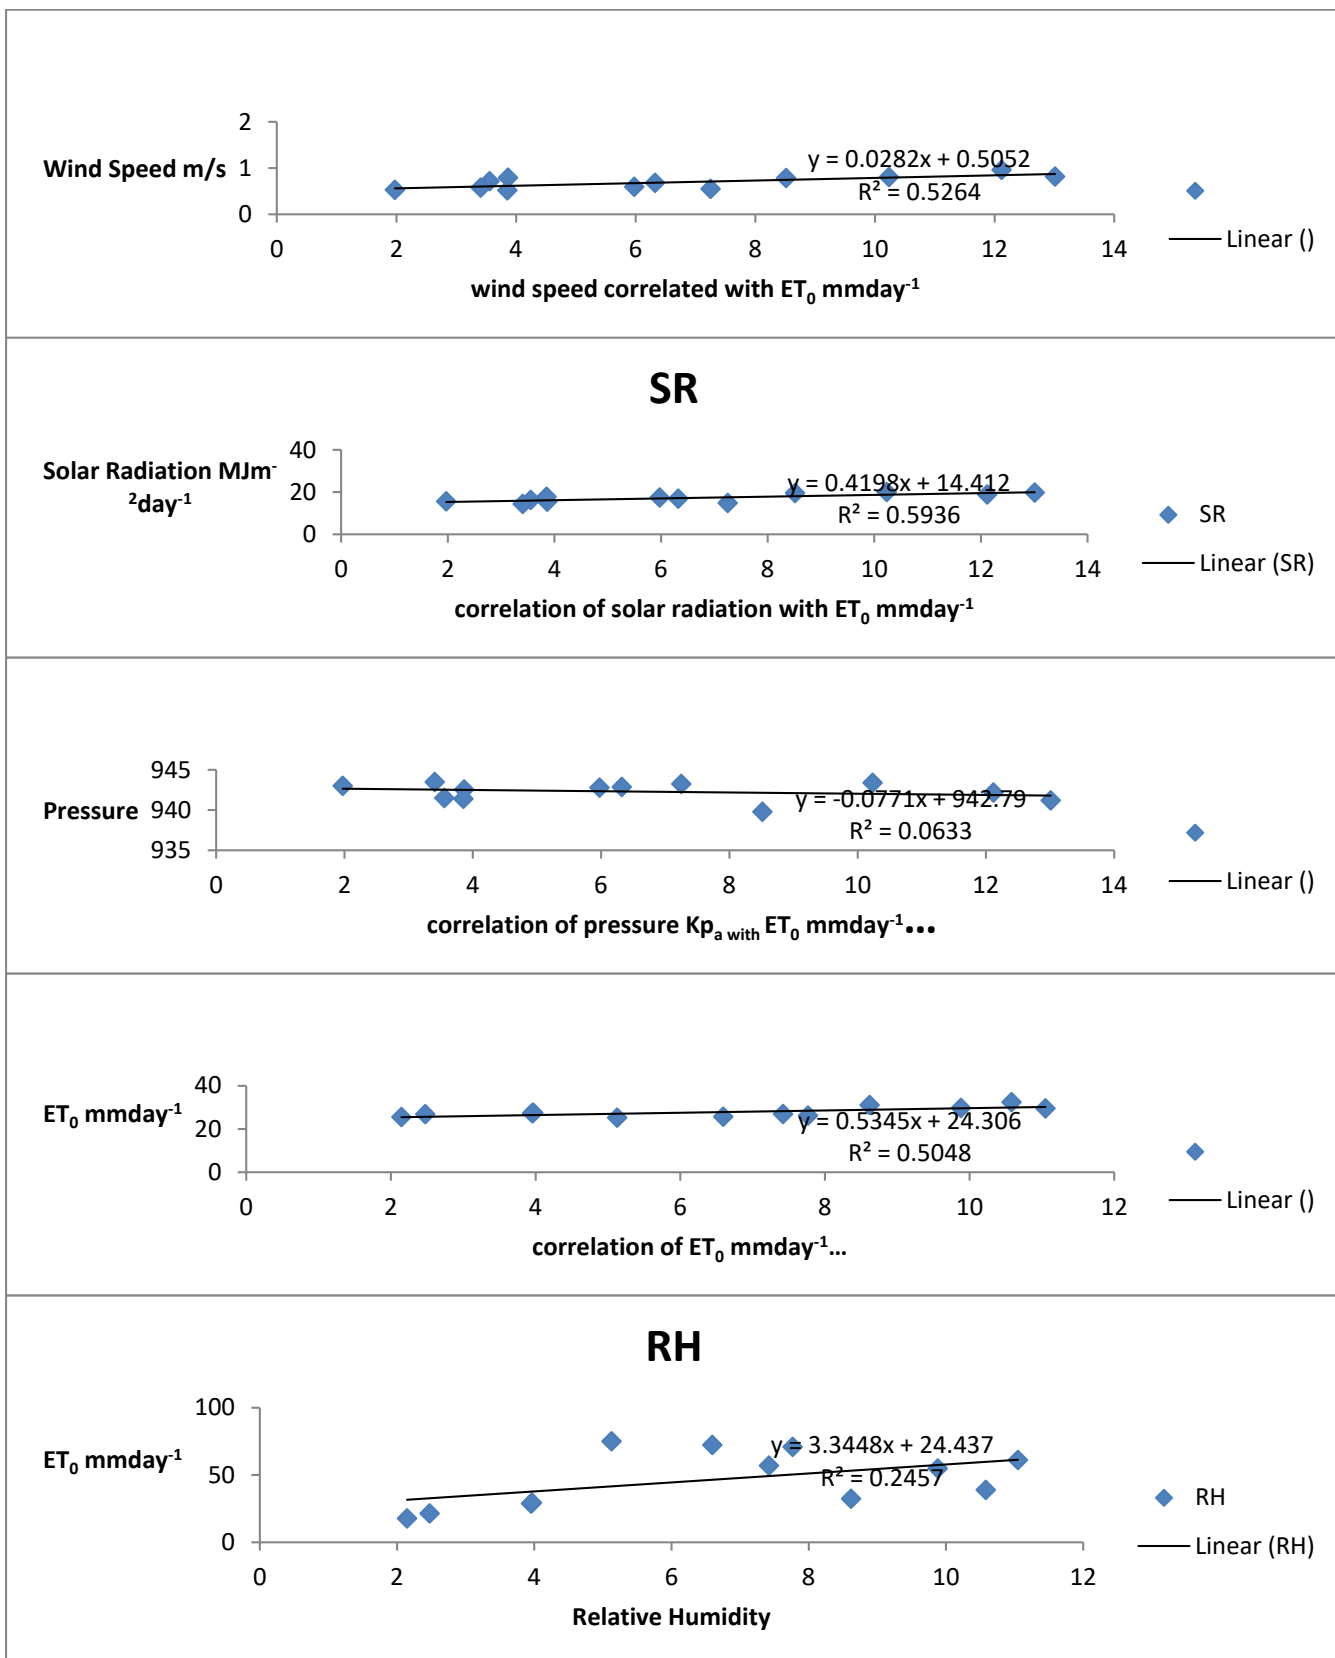 2
1
0
Wind Speed m/s
y = 0.0282x + 0.5052
R² = 0.5264
0 2 4 6 8 10 12 14
Linear ()
wind speed correlated with ET₀ mmday⁻¹
SR
40
20
0
Solar Radiation MJm⁻
²day⁻¹
y = 0.4198x + 14.412
R² = 0.5936
SR
Linear (SR)
0 2 4 6 8 10 12 14
correlation of solar radiation with ET₀ mmday⁻¹
945
940
935
Pressure
y = -0.0771x + 942.79
R² = 0.0633
0 2 4 6 8 10 12 14
Linear ()
correlation of pressure Kpₐ with ET₀ mmday⁻¹...
40
20
0
ET₀ mmday⁻¹
y = 0.5345x + 24.306
R² = 0.5048
0 2 4 6 8 10 12
Linear ()
correlation of ET₀ mmday⁻¹...
RH
100
50
0
ET₀ mmday⁻¹
y = 3.3448x + 24.437
R² = 0.2457
RH
Linear (RH)
0 2 4 6 8 10 12
Relative Humidity